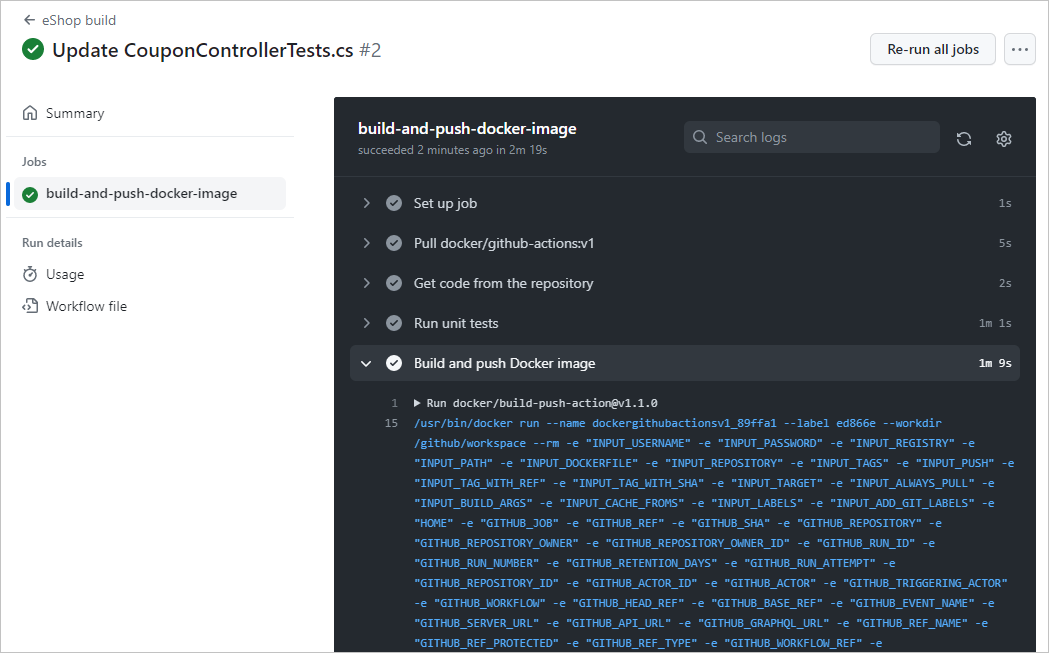 ← eShop build
Update CouponControllerTests.cs #2
Re-run all jobs
...
Summary
Jobs
build-and-push-docker-image
Run details
Usage
Workflow file
build-and-push-docker-image
succeeded 2 minutes ago in 2m 19s
Search logs
Set up job 1s
Pull docker/github-actions:v1 5s
Get code from the repository 2s
Run unit tests 1m 1s
Build and push Docker image 1m 9s
1 ▶ Run docker/build-push-action@v1.1.0
15 /usr/bin/docker run --name dockergithubactionsv1_89ffa1 --label ed866e --workdir
/github/workspace --rm -e "INPUT_USERNAME" -e "INPUT_PASSWORD" -e "INPUT_REGISTRY" -e
"INPUT_PATH" -e "INPUT_DOCKERFILE" -e "INPUT_REPOSITORY" -e "INPUT_TAGS" -e "INPUT_PUSH" -e
"INPUT_TAG_WITH_REF" -e "INPUT_TAG_WITH_SHA" -e "INPUT_TARGET" -e "INPUT_ALWAYS_PULL" -e
"INPUT_BUILD_ARGS" -e "INPUT_CACHE_FROMS" -e "INPUT_LABELS" -e "INPUT_ADD_GIT_LABELS" -e
"HOME" -e "GITHUB_JOB" -e "GITHUB_REF" -e "GITHUB_SHA" -e "GITHUB_REPOSITORY" -e
"GITHUB_REPOSITORY_OWNER" -e "GITHUB_REPOSITORY_OWNER_ID" -e "GITHUB_RUN_ID" -e
"GITHUB_RUN_NUMBER" -e "GITHUB_RETENTION_DAYS" -e "GITHUB_RUN_ATTEMPT" -e
"GITHUB_REPOSITORY_ID" -e "GITHUB_ACTOR_ID" -e "GITHUB_ACTOR" -e "GITHUB_TRIGGERING_ACTOR"
-e "GITHUB_WORKFLOW" -e "GITHUB_HEAD_REF" -e "GITHUB_BASE_REF" -e "GITHUB_EVENT_NAME" -e
"GITHUB_SERVER_URL" -e "GITHUB_API_URL" -e "GITHUB_GRAPHQL_URL" -e "GITHUB_REF_NAME" -e
"GITHUB_REF_PROTECTED" -e "GITHUB_REF_TYPE" -e "GITHUB_WORKFLOW_REF" -e